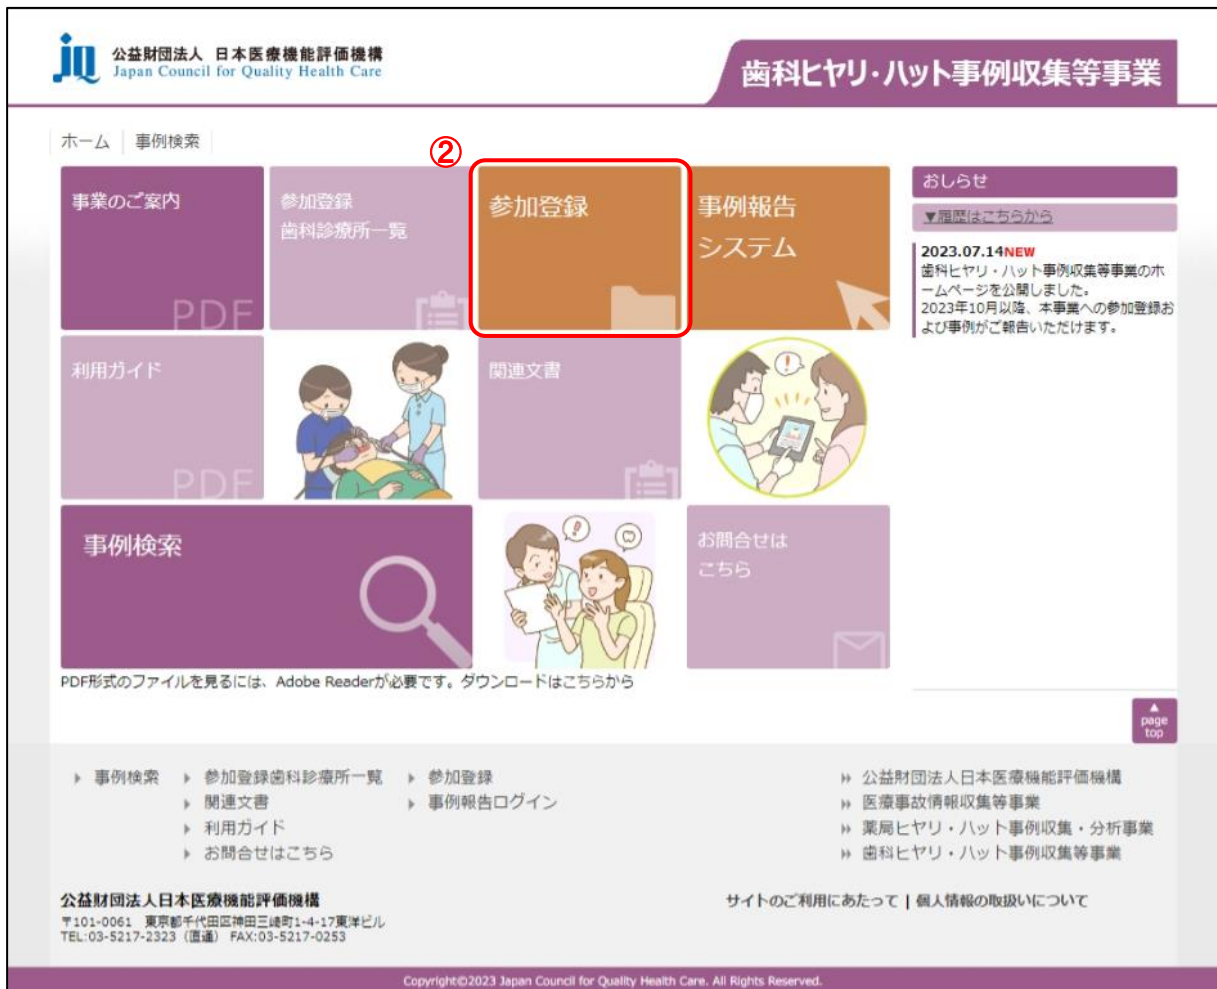 公益財団法人 日本医療機能評価機構
Japan Council for Quality Health Care
歯科ヒヤリ・ハット事例収集等事業
ホーム
事例検索
②
事業のご案内
PDF
参加登録
歯科診療所一覧
参加登録
事例報告
システム
おしらせ
▼履歴はこちらから
2023.07.14NEW
歯科ヒヤリ・ハット事例収集等事業のホ
ームページを公開しました。
2023年10月以降、本事業への参加登録お
よび事例がご報告いただけます。
利用ガイド
PDF
関連文書
事例検索
お問合せは
こちら
PDF形式のファイルを見るには、Adobe Readerが必要です。ダウンロードはこちらから
▲
page
top
事例検索
参加登録歯科診療所一覧
関連文書
利用ガイド
お問合せはこちら
参加登録
事例報告ログイン
公益財団法人日本医療機能評価機構
医療事故情報収集等事業
薬局ヒヤリ・ハット事例収集・分析事業
歯科ヒヤリ・ハット事例収集等事業
公益財団法人日本医療機能評価機構
〒101-0061 東京都千代田区神田三崎町1-4-17東洋ビル
TEL:03-5217-2323（直通） FAX:03-5217-0253
サイトのご利用にあたって | 個人情報の取扱いについて
Copyright©2023 Japan Council for Quality Health Care. All Rights Reserved.